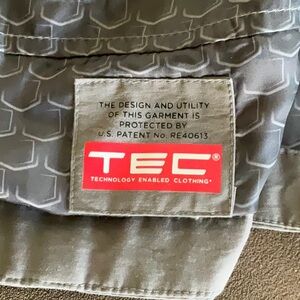 THE DESIGN AND UTILITY
OF THIS GARMENT IS
PROTECTED BY
U.S. PATENT No. RE40613
TEC®
TECHNOLOGY ENABLED CLOTHING®